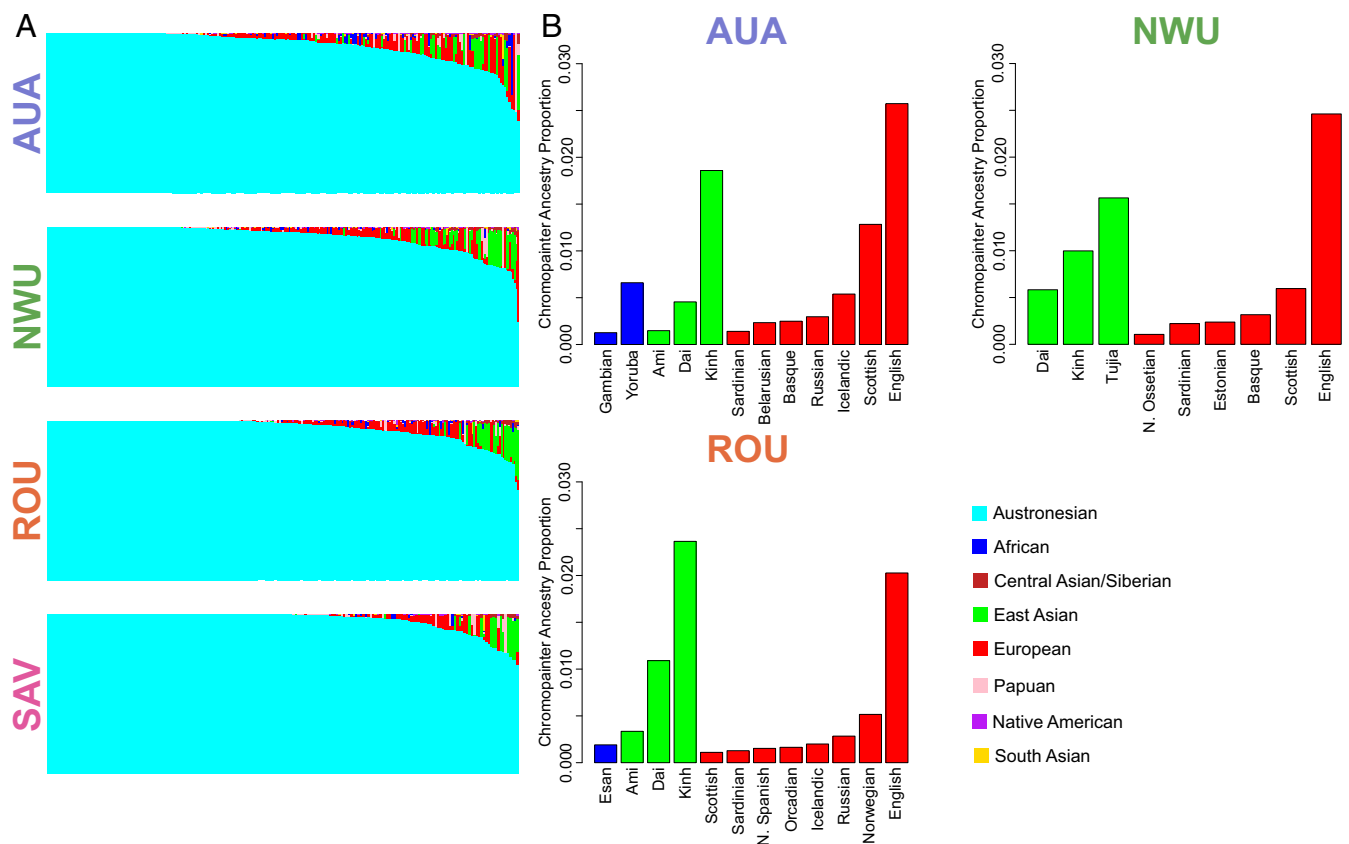 A
AUA
NWU
ROU
SAV
B
AUA
Chromopainter Ancestry Proportion
0.000
0.010
0.020
0.030
Gambian
Yoruba
Ami
Dai
Kinh
Sardinian
Belarusian
Basque
Russian
Icelandic
Scottish
English
NWU
Chromopainter Ancestry Proportion
0.000
0.010
0.020
0.030
Dai
Kinh
Tujia
N. Ossetian
Sardinian
Estonian
Basque
Scottish
English
ROU
Chromopainter Ancestry Proportion
0.000
0.010
0.020
0.030
Esan
Ami
Dai
Kinh
Scottish
Sardinian
N. Spanish
Orcadian
Icelandic
Russian
Norwegian
English
Austronesian
African
Central Asian/Siberian
East Asian
European
Papuan
Native American
South Asian